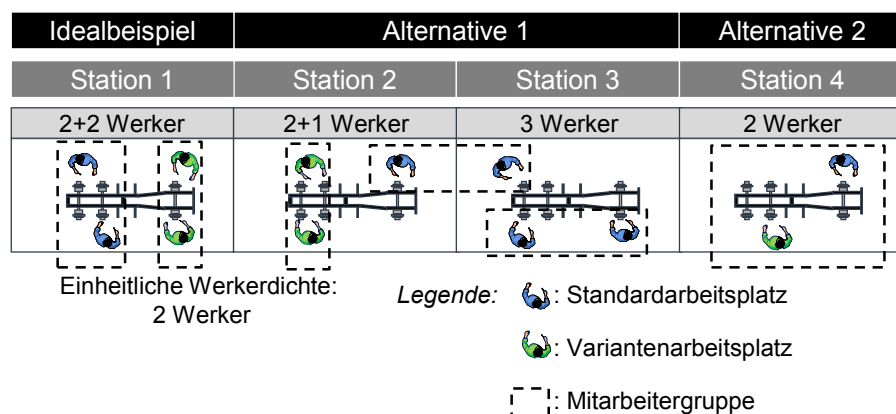 Idealbeispiel Alternative 1 Alternative 2
Station 1 Station 2 Station 3 Station 4
2+2 Werker 2+1 Werker 3 Werker 2 Werker
Einheitliche Werkerdichte:
2 Werker
Legende: : Standardarbeitsplatz
: Variantenarbeitsplatz
: Mitarbeitergruppe